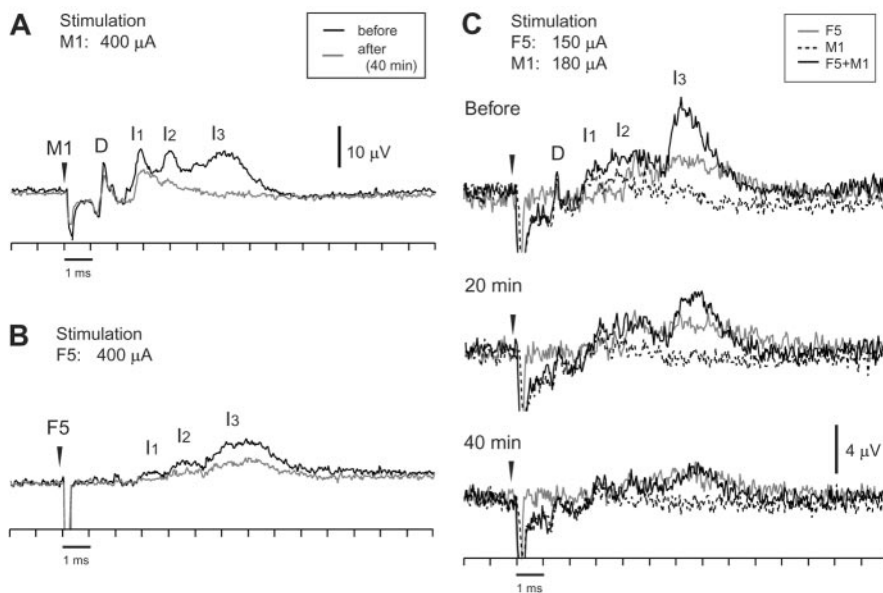 A
Stimulation
M1: 400 μA
before
after
(40 min)
M1
D
I1
I2
I3
10 μV
1 ms
B
Stimulation
F5: 400 μA
F5
I1
I2
I3
1 ms
C
Stimulation
F5: 150 μA
M1: 180 μA
F5
M1
F5+M1
Before
D
I1
I2
I3
20 min
40 min
4 μV
1 ms